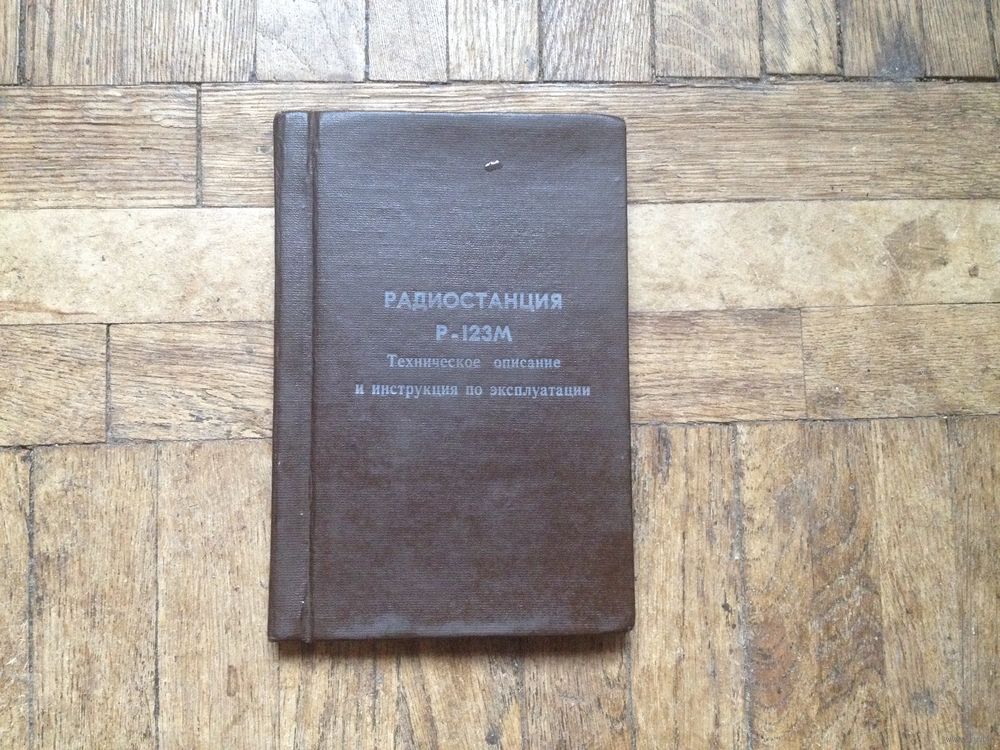 РАДИОСТАНЦИЯ
Р-123М
Техническое описание
и инструкция по эксплуатации